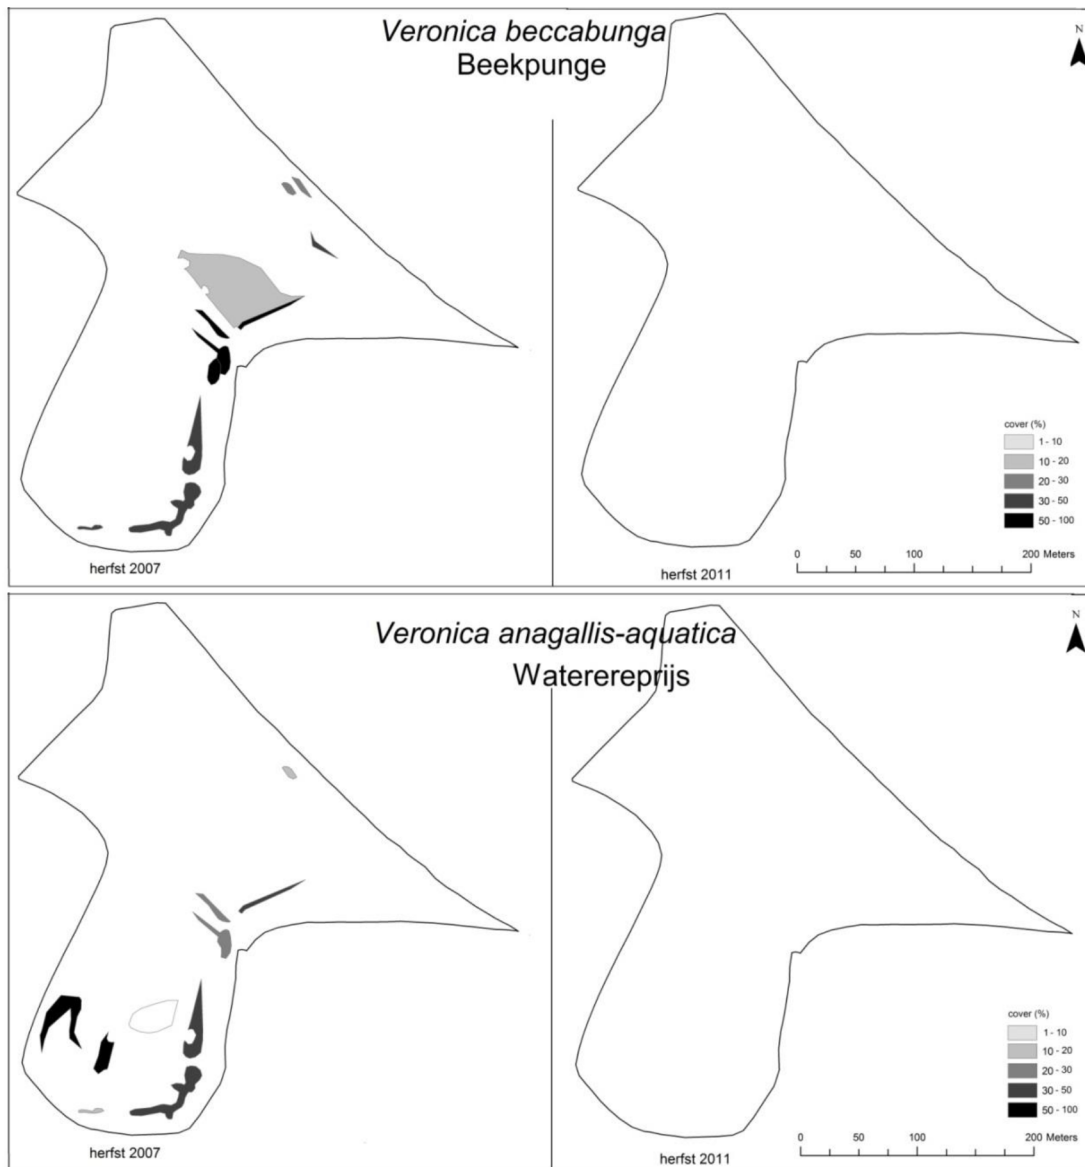 Veronica beccabunga
Beekpunge
N
cover (%)
1 - 10
10 - 20
20 - 30
30 - 50
50 - 100
0 50 100 200 Meters
herfst 2007
herfst 2011
Veronica anagallis-aquatica
Waterereprijs
N
cover (%)
1 - 10
10 - 20
20 - 30
30 - 50
50 - 100
0 50 100 200 Meters
herfst 2007
herfst 2011